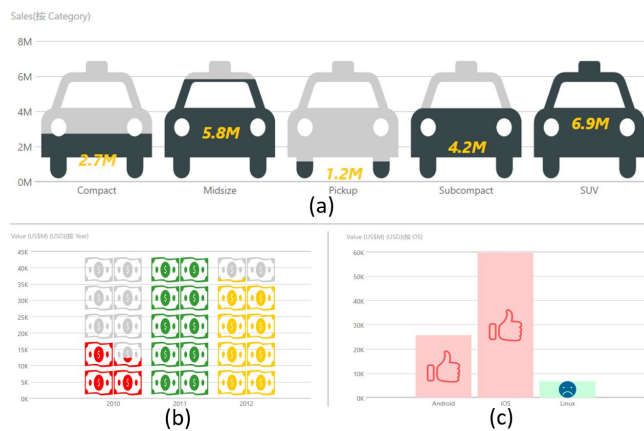 Sales(按 Category)
8M
6M
4M
2M
0M
2.7M
5.8M
1.2M
4.2M
6.9M
Compact
Midsize
Pickup
Subcompact
SUV
(a)
Value (US$M) (USD)(按 Year)
45K
40K
35K
30K
25K
20K
15K
10K
5K
0K
2010
2011
2012
(b)
Value (US$M) (USD)(按 OS)
60K
50K
40K
30K
20K
10K
0K
Android
iOS
Linux
(c)